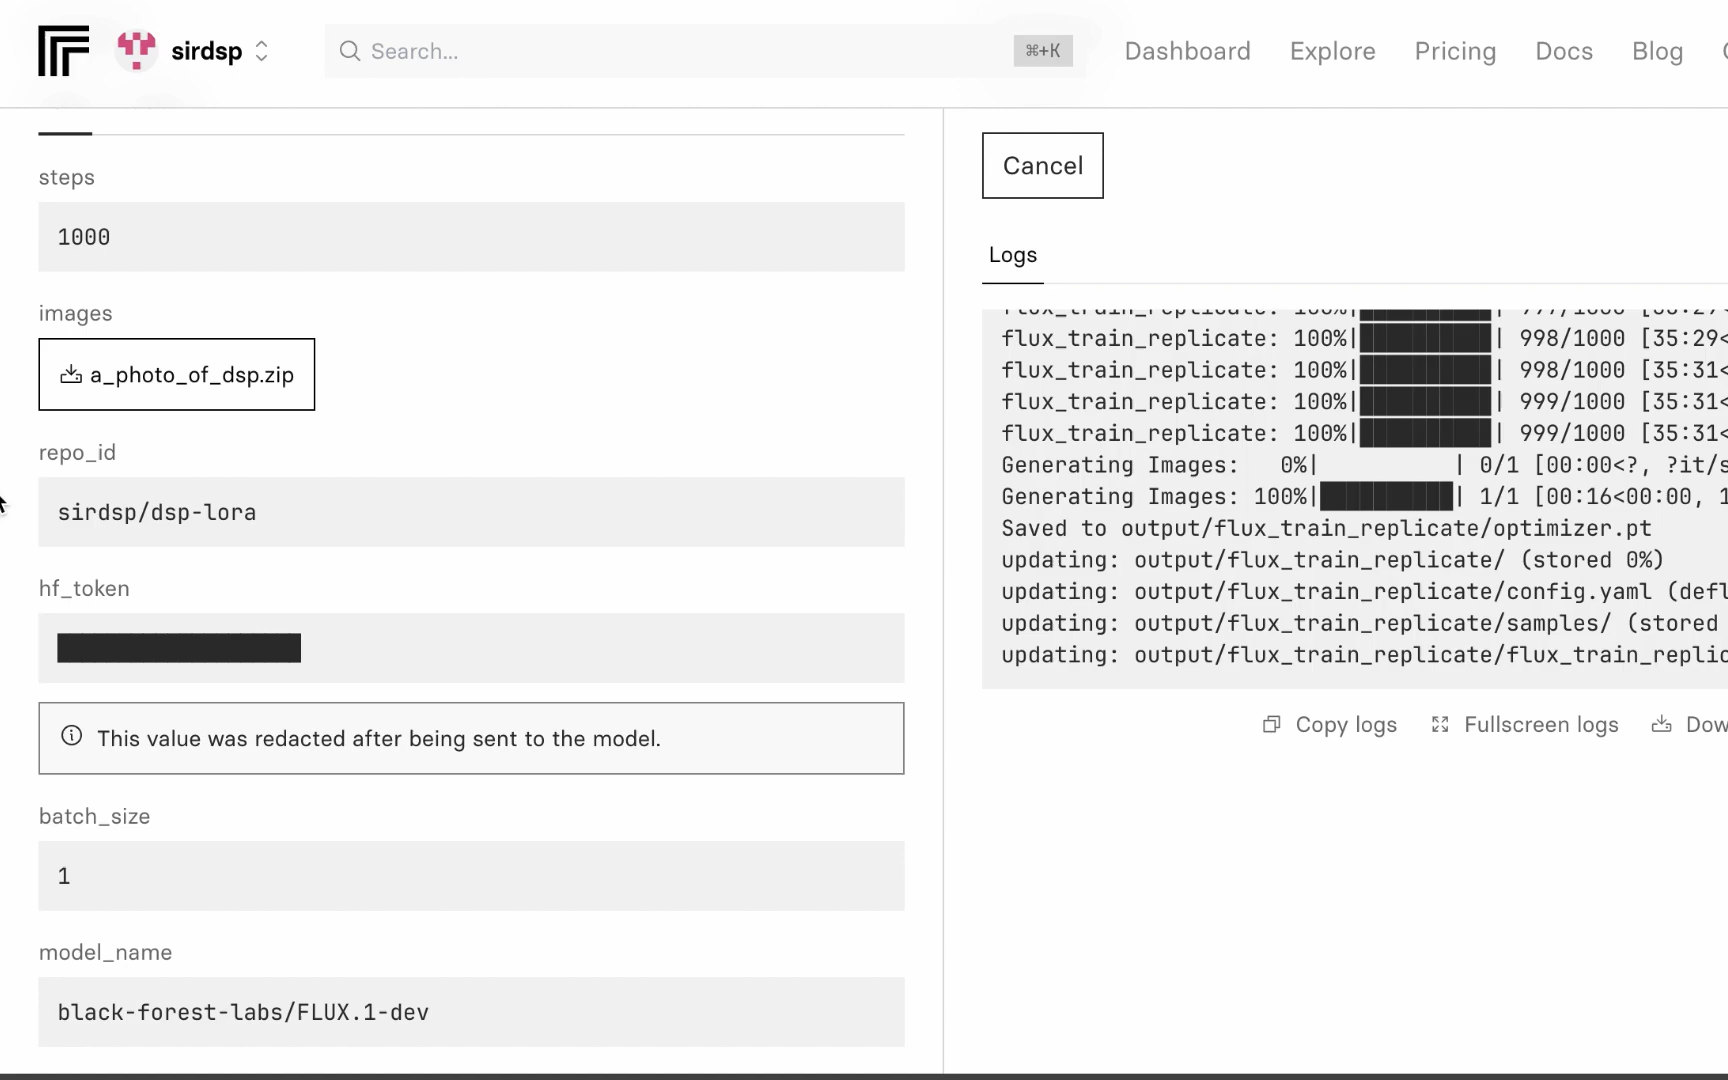 sirdsp
Search...
⌘+K
Dashboard
Explore
Pricing
Docs
Blog
steps
1000
images
a_photo_of_dsp.zip
repo_id
sirdsp/dsp-lora
hf_token
This value was redacted after being sent to the model.
batch_size
1
model_name
black-forest-labs/FLUX.1-dev
Cancel
Logs
flux_train_replicate: 100%| | 998/1000 [35:29<
flux_train_replicate: 100%| | 998/1000 [35:31<
flux_train_replicate: 100%| | 999/1000 [35:31<
flux_train_replicate: 100%| | 999/1000 [35:31<
Generating Images: 0%| | 0/1 [00:00<?, ?it/s
Generating Images: 100%| | 1/1 [00:16<00:00, 1
Saved to output/flux_train_replicate/optimizer.pt
updating: output/flux_train_replicate/ (stored 0%)
updating: output/flux_train_replicate/config.yaml (defl
updating: output/flux_train_replicate/samples/ (stored
updating: output/flux_train_replicate/flux_train_replic
Copy logs
Fullscreen logs
Dow